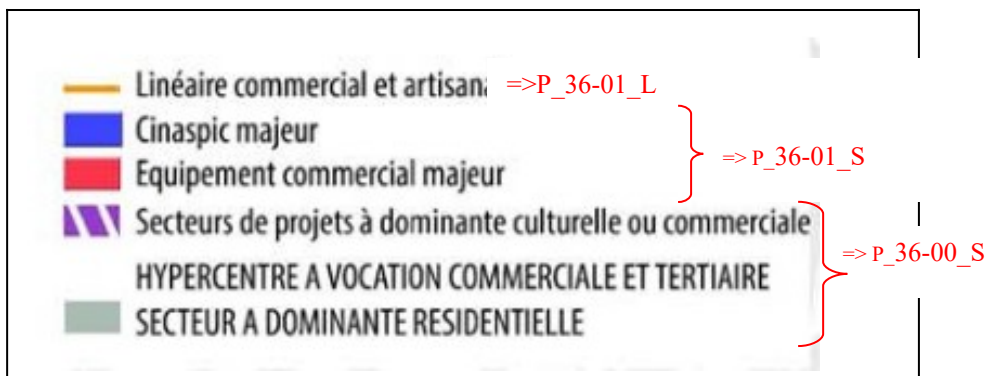 Linéaire commercial et artisana =>P_36-01_L
Cinaspic majeur
=> P_36-01_S
Equipement commercial majeur
Secteurs de projets à dominante culturelle ou commerciale
=> P_36-00_S
HYPERCENTRE A VOCATION COMMERCIALE ET TERTIAIRE
SECTEUR A DOMINANTE RESIDENTIELLE